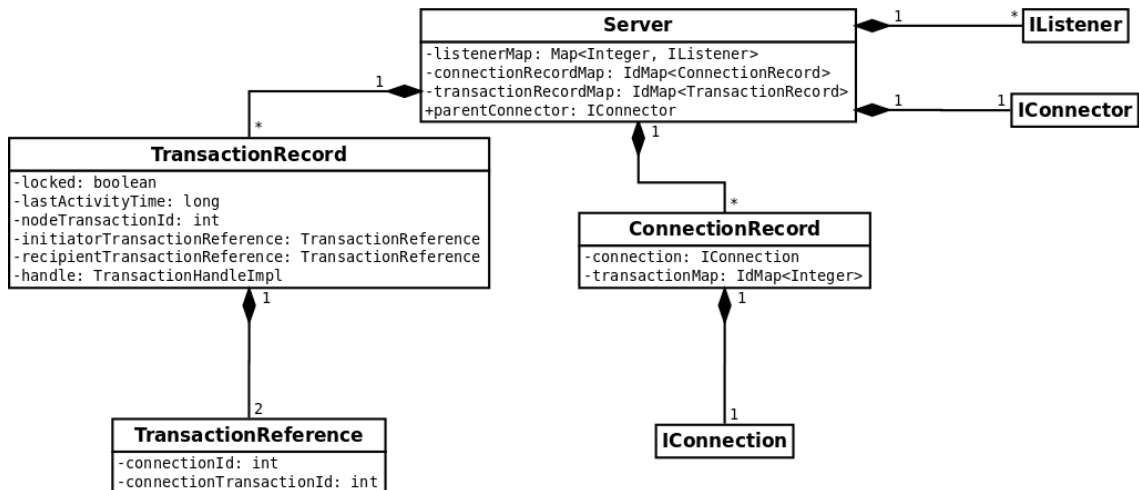 Server
-listenerMap: Map<Integer, IListener>
-connectionRecordMap: IdMap<ConnectionRecord>
-transactionRecordMap: IdMap<TransactionRecord>
+parentConnector: IConnector
1
*
IListener
1
1
IConnector
1
*
1
*
TransactionRecord
-locked: boolean
-lastActivityTime: long
-nodeTransactionId: int
-initiatorTransactionReference: TransactionReference
-recipientTransactionReference: TransactionReference
-handle: TransactionHandleImpl
ConnectionRecord
-connection: IConnection
-transactionMap: IdMap<Integer>
1
2
TransactionReference
-connectionId: int
-connectionTransactionId: int
1
1
IConnection